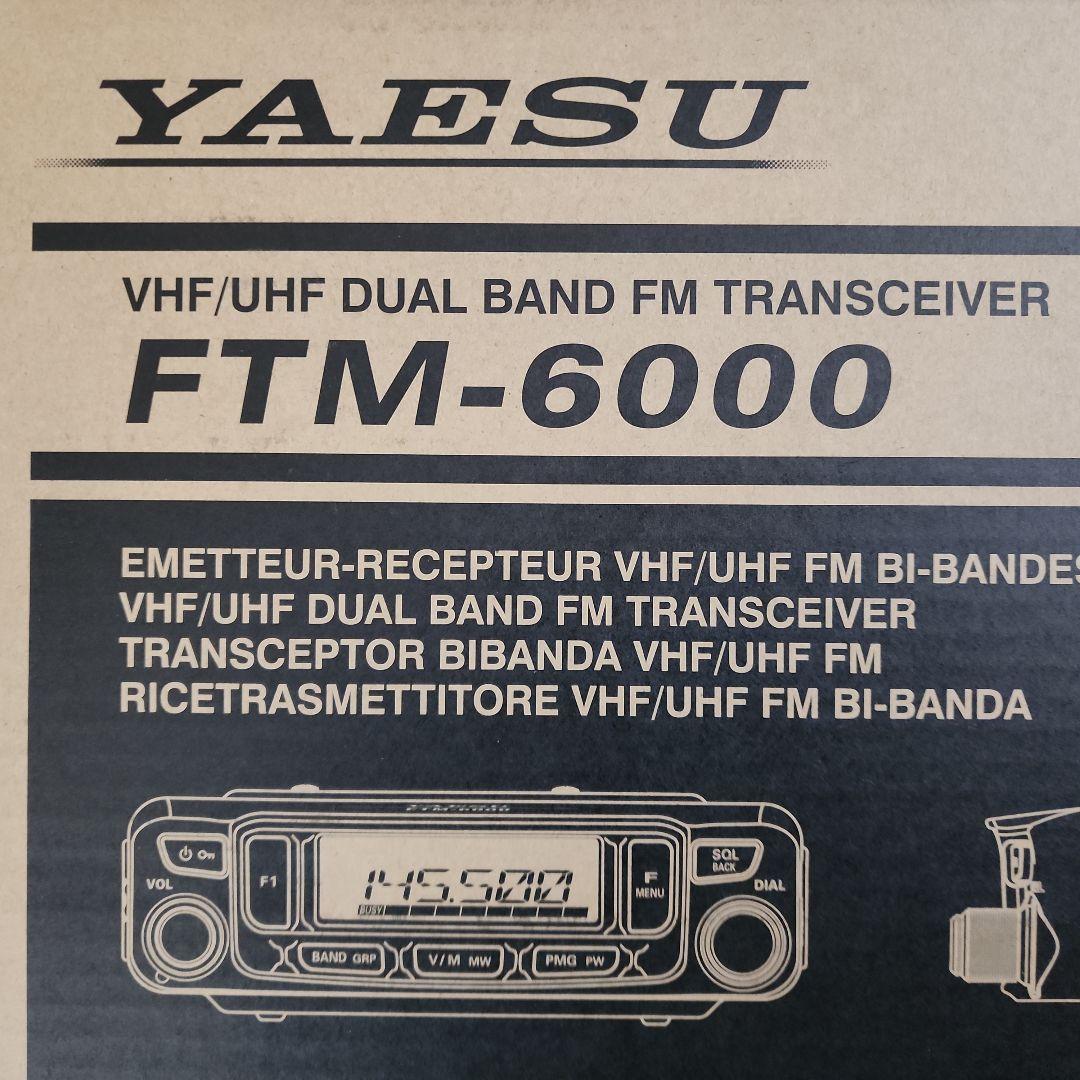 YAESU
VHF/UHF DUAL BAND FM TRANSCEIVER
FTM-6000
EMETTEUR-RECEPTEUR VHF/UHF FM BI-BANDES
VHF/UHF DUAL BAND FM TRANSCEIVER
TRANSCEPTOR BIBANDA VHF/UHF FM
RICETRASMETTITORE VHF/UHF FM BI-BANDA
VOL
F1
145.500
BUSY
F
MENU
SQL
BACK
DIAL
BAND GRP
V/M MW
PMG PW